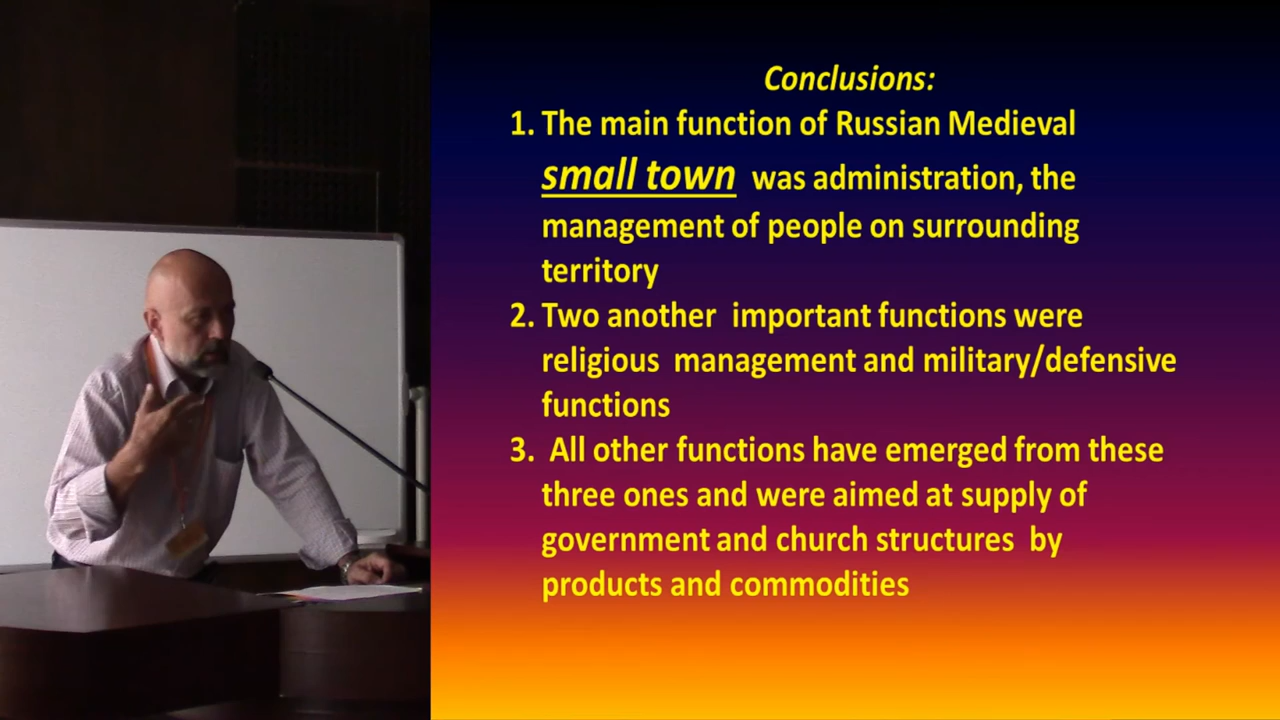 Conclusions:
1. The main function of Russian Medieval
small town was administration, the
management of people on surrounding
territory
2. Two another important functions were
religious management and military/defensive
functions
3. All other functions have emerged from these
three ones and were aimed at supply of
government and church structures by
products and commodities